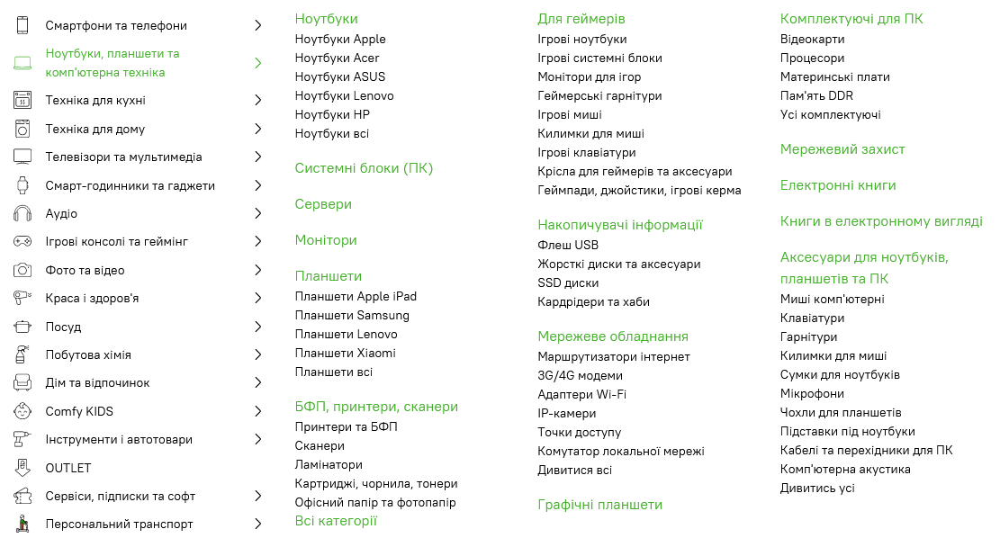 Смартфони та телефони
Ноутбуки, планшети та
комп'ютерна техніка
Техніка для кухні
Техніка для дому
Телевізори та мультимедіа
Смарт-годинники та гаджети
Аудіо
Ігрові консолі та геймінг
Фото та відео
Краса і здоров'я
Посуд
Побутова хімія
Дім та відпочинок
Comfy KIDS
Інструменти і автотовари
OUTLET
Сервіси, підписки та софт
Персональний транспорт
Ноутбуки
Ноутбуки Apple
Ноутбуки Acer
Ноутбуки ASUS
Ноутбуки Lenovo
Ноутбуки HP
Ноутбуки всі
Системні блоки (ПК)
Сервери
Монітори
Планшети
Планшети Apple iPad
Планшети Samsung
Планшети Lenovo
Планшети Xiaomi
Планшети всі
БФП, принтери, сканери
Принтери та БФП
Сканери
Ламінатори
Картриджі, чорнила, тонери
Офісний папір та фотопапір
Всі категорії
Для геймерів
Ігрові ноутбуки
Ігрові системні блоки
Монітори для ігор
Геймерські гарнітури
Ігрові миші
Килимки для миші
Ігрові клавіатури
Крісла для геймерів та аксесуари
Геймпади, джойстики, ігрові керма
Накопичувачі інформації
Флеш USB
Жорсткі диски та аксесуари
SSD диски
Кардрідери та хаби
Мережеве обладнання
Маршрутизатори інтернет
3G/4G модеми
Адаптери Wi-Fi
IP-камери
Точки доступу
Комутатор локальної мережі
Дивитися всі
Графічні планшети
Комплектуючі для ПК
Відеокарти
Процесори
Материнські плати
Пам'ять DDR
Усі комплектуючі
Мережевий захист
Електронні книги
Книги в електронному вигляді
Аксесуари для ноутбуків,
планшетів та ПК
Миші комп'ютерні
Клавіатури
Гарнітури
Килимки для миші
Сумки для ноутбуків
Мікрофони
Чохли для планшетів
Підставки під ноутбуки
Кабелі та перехідники для ПК
Комп'ютерна акустика
Дивитись усі